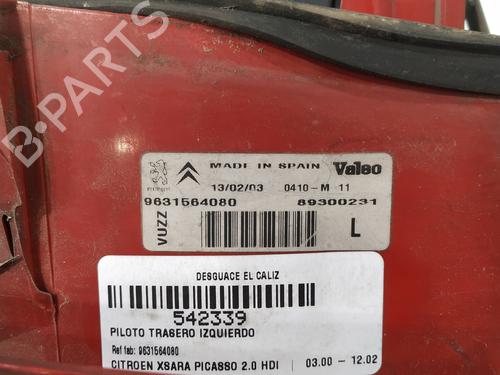 B-PARTS
MADE IN SPAIN Valeo
13/02/03 0410-M 11
9631564080 89300231
VUZZ
L
DESGUACE EL CALIZ
542339
PILOTO TRASERO IZQUIERDO
Ref fab: 9631564080
CITROEN XSARA PICASSO 2.0 HDI 03.00 - 12.02